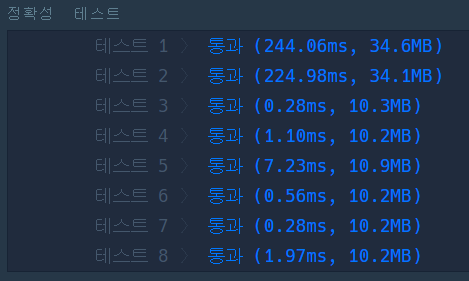 정확성 테스트
테스트 1 〉 통과 (244.06ms, 34.6MB)
테스트 2 〉 통과 (224.98ms, 34.1MB)
테스트 3 〉 통과 (0.28ms, 10.3MB)
테스트 4 〉 통과 (1.10ms, 10.2MB)
테스트 5 〉 통과 (7.23ms, 10.9MB)
테스트 6 〉 통과 (0.56ms, 10.2MB)
테스트 7 〉 통과 (0.28ms, 10.2MB)
테스트 8 〉 통과 (1.97ms, 10.2MB)